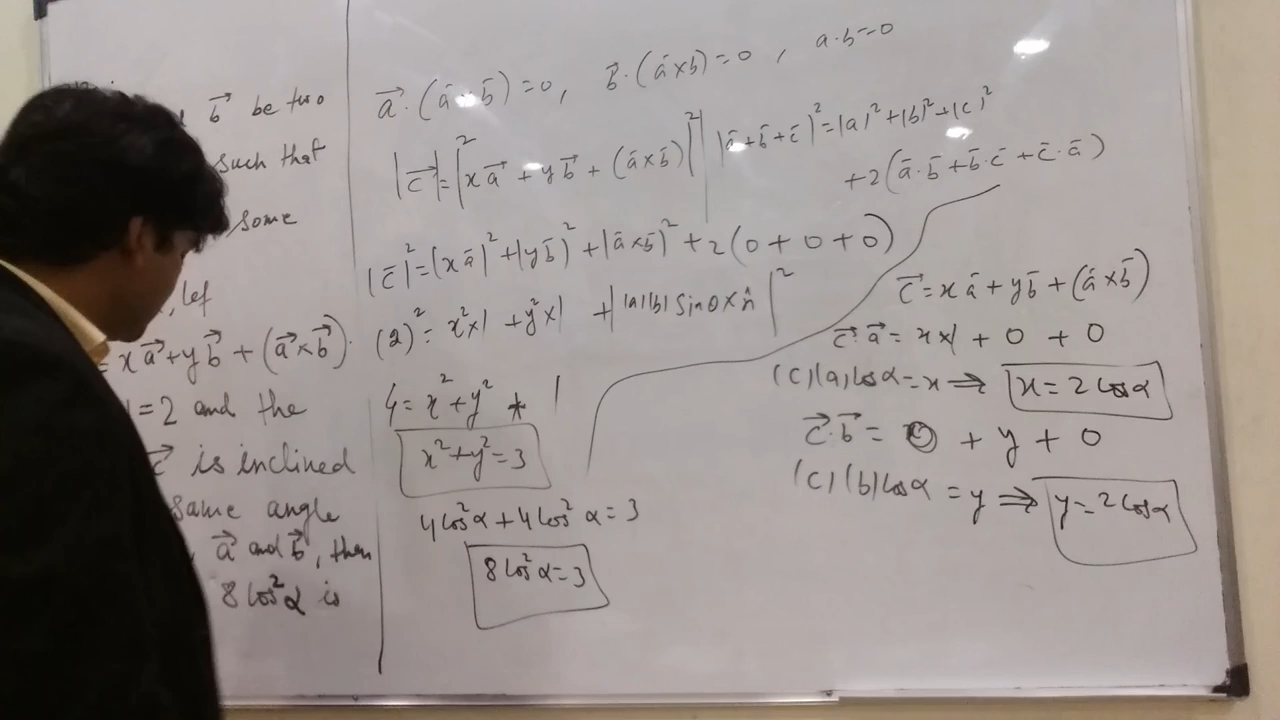 b⃗ be two
such that
some
, let
= x a⃗ + y b⃗ + (a⃗ × b⃗).
= 2 and the
c⃗ is inclined
same angle
a⃗ and b⃗, then
8 cos²α is
a⃗ · (ā × b̄) = 0, b⃗ · (ā × b̄) = 0, a·b = 0
|c⃗|² = |x a⃗ + y b⃗ + (ā × b̄)|²
|ā + b̄ + c̄|² = |a|² + |b|² + |c|²
+ 2(ā·b̄ + b̄·c̄ + c̄·ā)
|c̄|² = |x ā|² + |y b̄|² + |ā × b̄|² + 2(0 + 0 + 0)
(2)² = x² × 1 + y² × 1 + ||a||b| sinθ × n̂|²
4 = x² + y² + 1
x² + y² = 3
4 cos²α + 4 cos²α = 3
8 cos²α = 3
c⃗ = x ā + y b̄ + (ā × b̄)
c⃗ · a⃗ = x × 1 + 0 + 0
|c||a| cos α = x ⇒ x = 2 cos α
c⃗ · b⃗ = 0 + y + 0
|c||b| cos α = y ⇒ y = 2 cos α